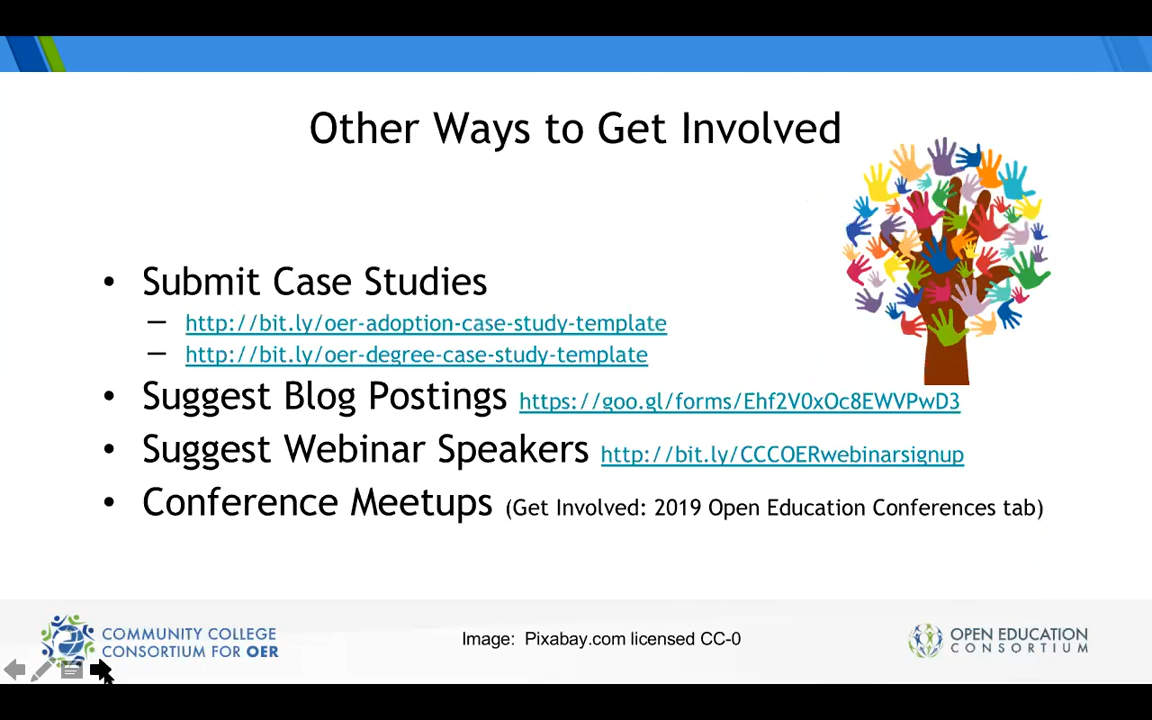 Other Ways to Get Involved
• Submit Case Studies
– http://bit.ly/oer-adoption-case-study-template
– http://bit.ly/oer-degree-case-study-template
• Suggest Blog Postings https://goo.gl/forms/Ehf2V0xOc8EWVPwD3
• Suggest Webinar Speakers http://bit.ly/CCCOERwebinarsignup
• Conference Meetups (Get Involved: 2019 Open Education Conferences tab)
COMMUNITY COLLEGE
CONSORTIUM FOR OER
Image: Pixabay.com licensed CC-0
OPEN EDUCATION
CONSORTIUM